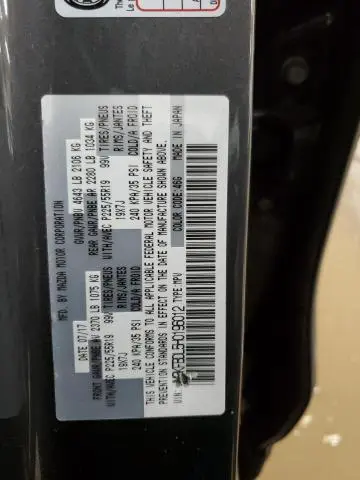 MFD BY MAZDA MOTOR CORPORATION
07/17 GVWR/PNBV 4643 LB 2106 KG
FRONT GAWR/PNBE AV 2370 LB 1075 KG REAR GAWR/PNBE AR 2280 LB 1034 KG
WITH/AVEC P225/55R19 99V TIRES/PNEUS WITH/AVEC P225/55R19 99V TIRES/PNEUS
19X7J RIMS/JANTES 19X7J RIMS/JANTES
240 KPA/35 PSI COLD/A FROID 240 KPA/35 PSI COLD/A FROID
THIS VEHICLE CONFORMS TO ALL APPLICABLE FEDERAL MOTOR VEHICLE SAFETY AND THEFT
PREVENTION STANDARDS IN EFFECT ON THE DATE OF MANUFACTURE SHOWN ABOVE.
TYPE:MPV COLOR CODE:46G MADE IN JAPAN